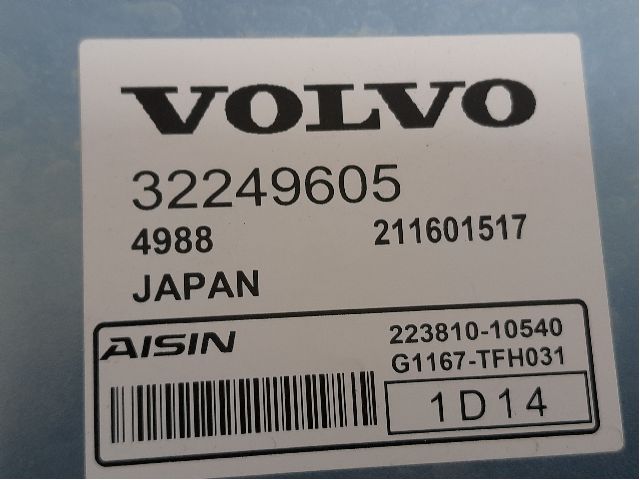 VOLVO
32249605
4988 211601517
JAPAN
AISIN 223810-10540
G1167-TFH031
1D14